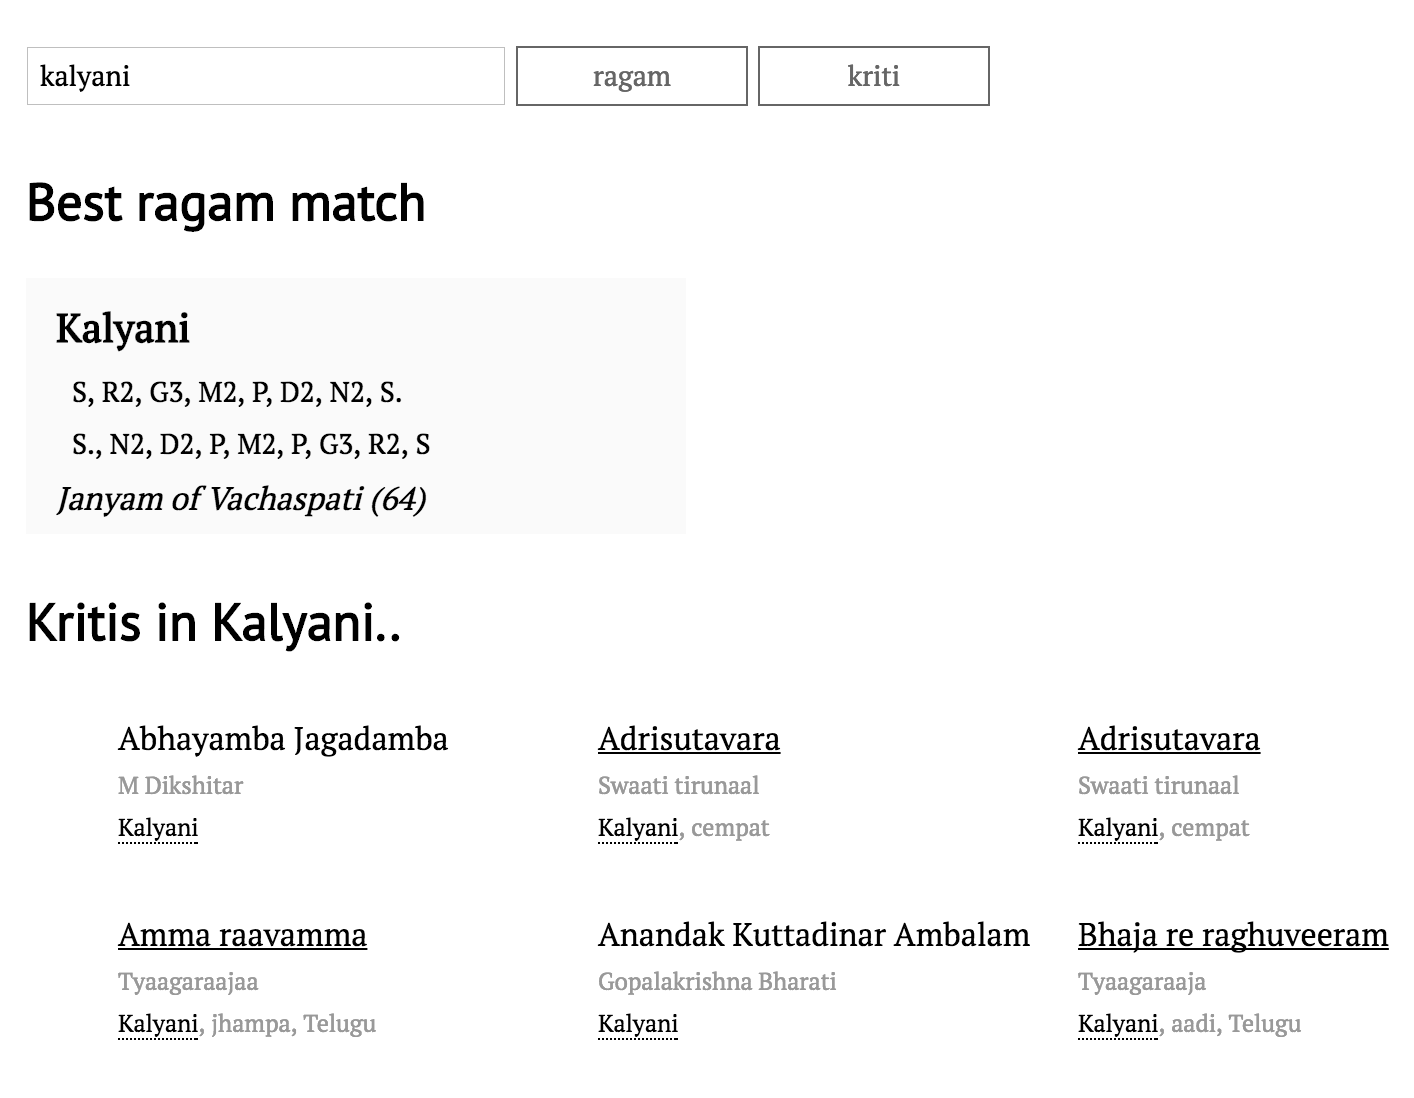 kalyani ragam kriti
Best ragam match
Kalyani
S, R2, G3, M2, P, D2, N2, S.
S., N2, D2, P, M2, P, G3, R2, S
Janyam of Vachaspati (64)
Kritis in Kalyani..
Abhayamba Jagadamba
M Dikshitar
Kalyani
Adrisutavara
Swaati tirunaal
Kalyani, cempat
Adrisutavara
Swaati tirunaal
Kalyani, cempat
Amma raavamma
Tyaagaraajaa
Kalyani, jhampa, Telugu
Anandak Kuttadinar Ambalam
Gopalakrishna Bharati
Kalyani
Bhaja re raghuveeram
Tyaagaraaja
Kalyani, aadi, Telugu